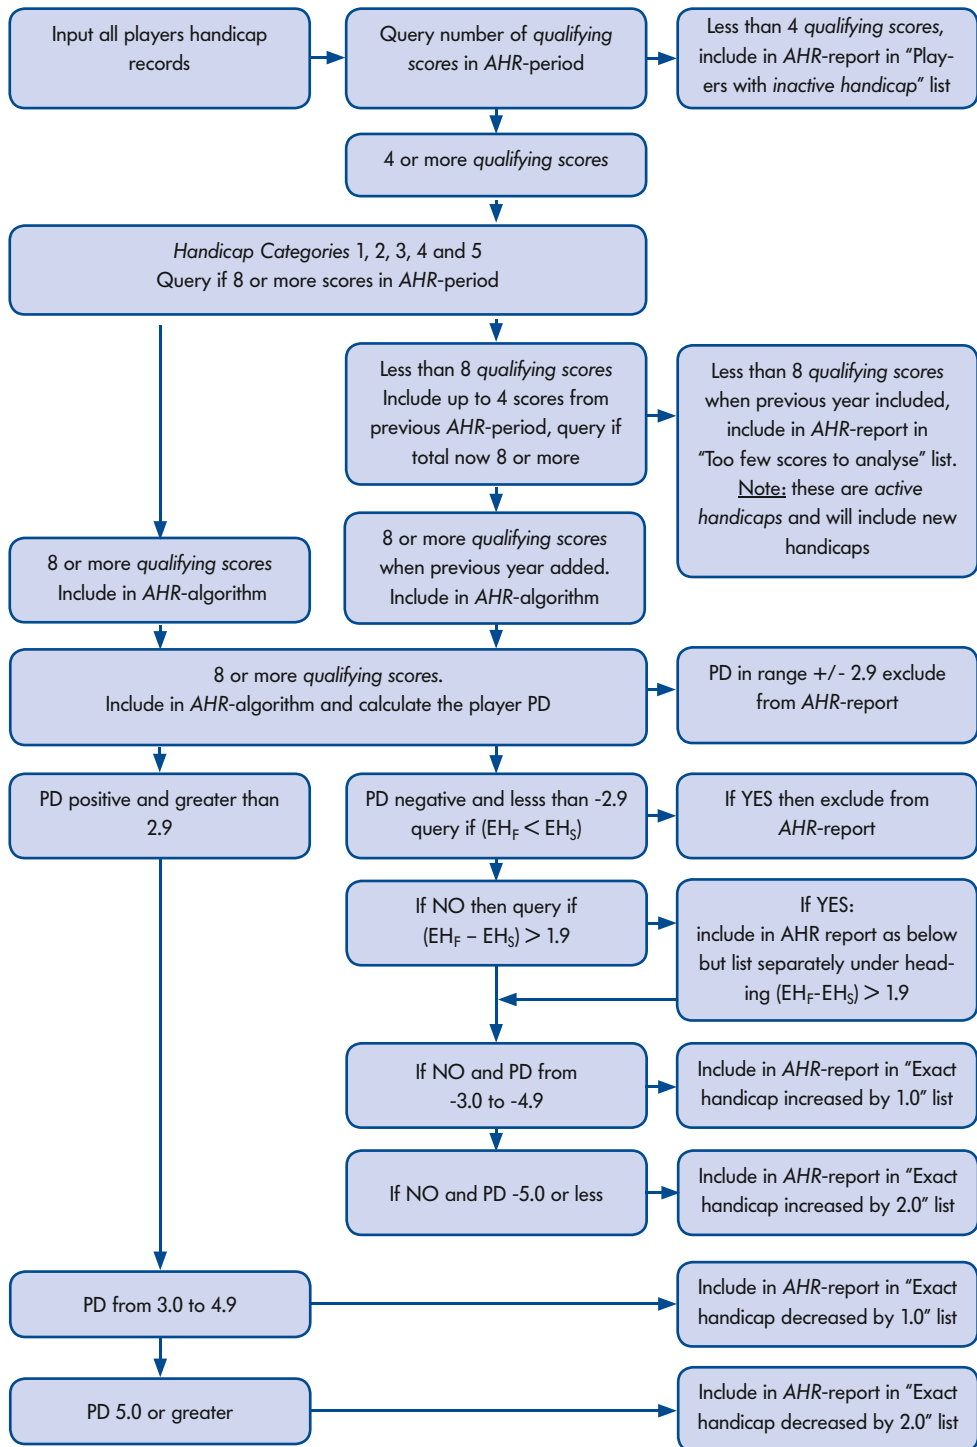 Input all players handicap
records
Query number of qualifying
scores in AHR-period
Less than 4 qualifying scores,
include in AHR-report in “Play-
ers with inactive handicap” list
4 or more qualifying scores
Handicap Categories 1, 2, 3, 4 and 5
Query if 8 or more scores in AHR-period
Less than 8 qualifying scores
Include up to 4 scores from
previous AHR-period, query if
total now 8 or more
Less than 8 qualifying scores
when previous year included,
include in AHR-report in
“Too few scores to analyse” list.
Note: these are active
handicaps and will include new
handicaps
8 or more qualifying scores
Include in AHR-algorithm
8 or more qualifying scores
when previous year added.
Include in AHR-algorithm
8 or more qualifying scores.
Include in AHR-algorithm and calculate the player PD
PD in range +/- 2.9 exclude
from AHR-report
PD positive and greater than
2.9
PD negative and lesss than -2.9
query if (EHF < EHS)
If YES then exclude from
AHR-report
If NO then query if
(EHF – EHS) > 1.9
If YES:
include in AHR report as below
but list separately under head-
ing (EHF-EHS) > 1.9
If NO and PD from
-3.0 to -4.9
Include in AHR-report in “Exact
handicap increased by 1.0” list
If NO and PD -5.0 or less
Include in AHR-report in “Exact
handicap increased by 2.0” list
PD from 3.0 to 4.9
Include in AHR-report in “Exact
handicap decreased by 1.0” list
PD 5.0 or greater
Include in AHR-report in “Exact
handicap decreased by 2.0” list